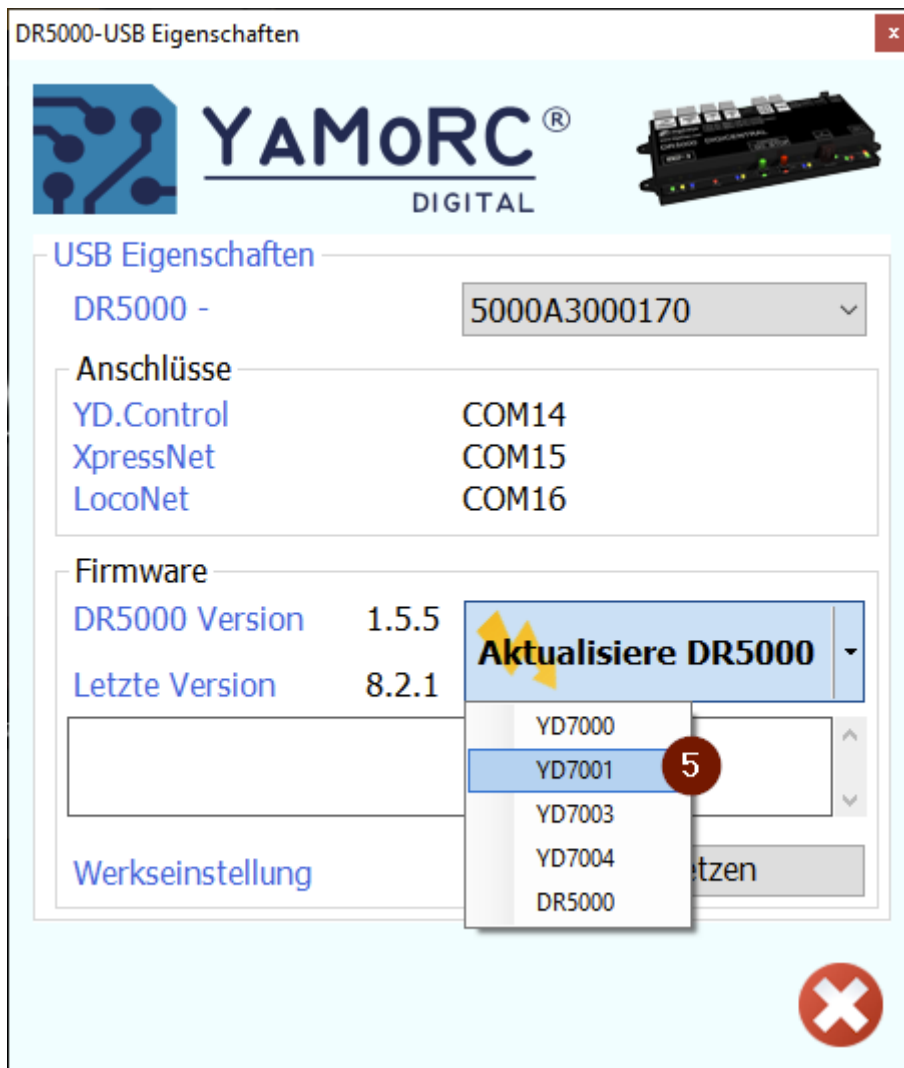 DR5000-USB Eigenschaften x
YAMORC®
DIGITAL
DR5000 DIGICENTRAL
USB Eigenschaften
DR5000 - 5000A3000170
Anschlüsse
YD.Control COM14
XpressNet COM15
LocoNet COM16
Firmware
DR5000 Version 1.5.5
Aktualisiere DR5000
Letzte Version 8.2.1
YD7000
YD7001 5
YD7003
YD7004
Werkseinstellung etzen
DR5000